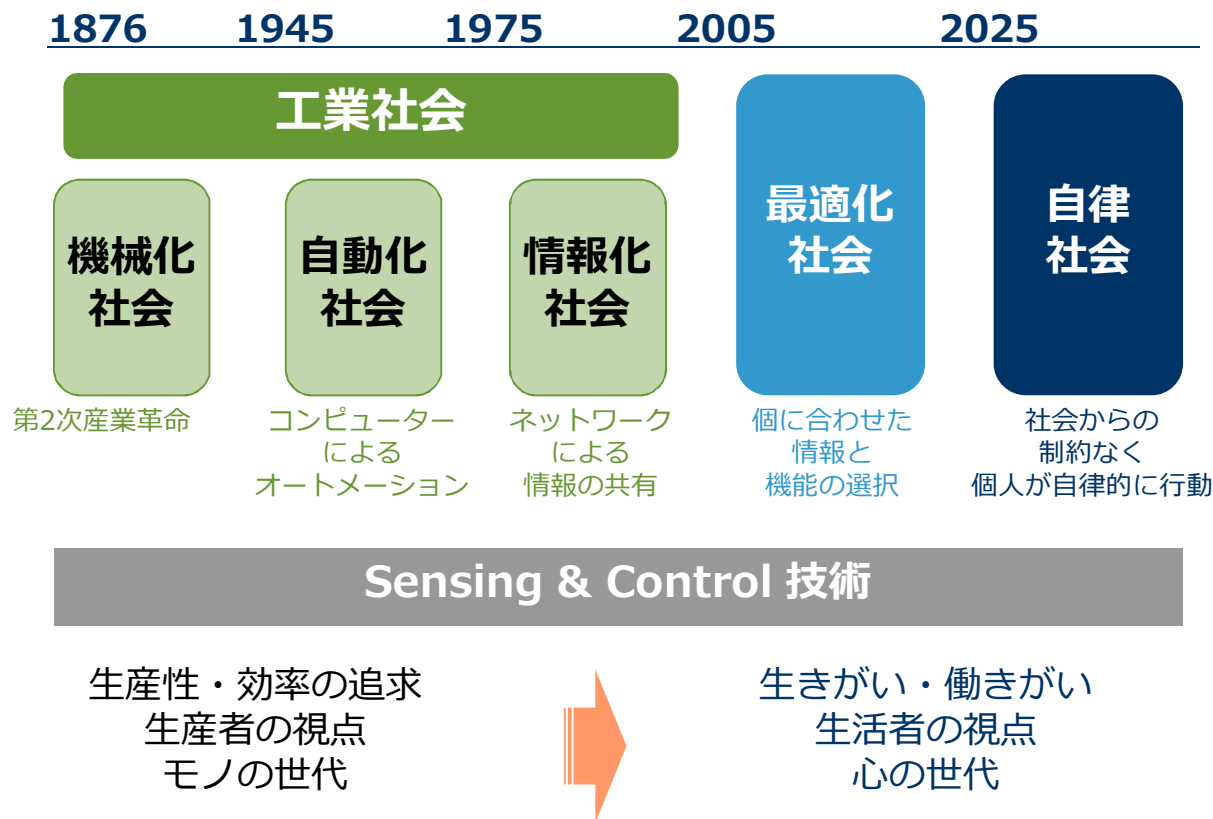 1876 1945 1975 2005 2025
工業社会
機械化
社会
自動化
社会
情報化
社会
最適化
社会
自律
社会
第2次産業革命
コンピューター
による
オートメーション
ネットワーク
による
情報の共有
個に合わせた
情報と
機能の選択
社会からの
制約なく
個人が自律的に行動
Sensing & Control 技術
生産性・効率の追求
生産者の視点
モノの世代
生きがい・働きがい
生活者の視点
心の世代